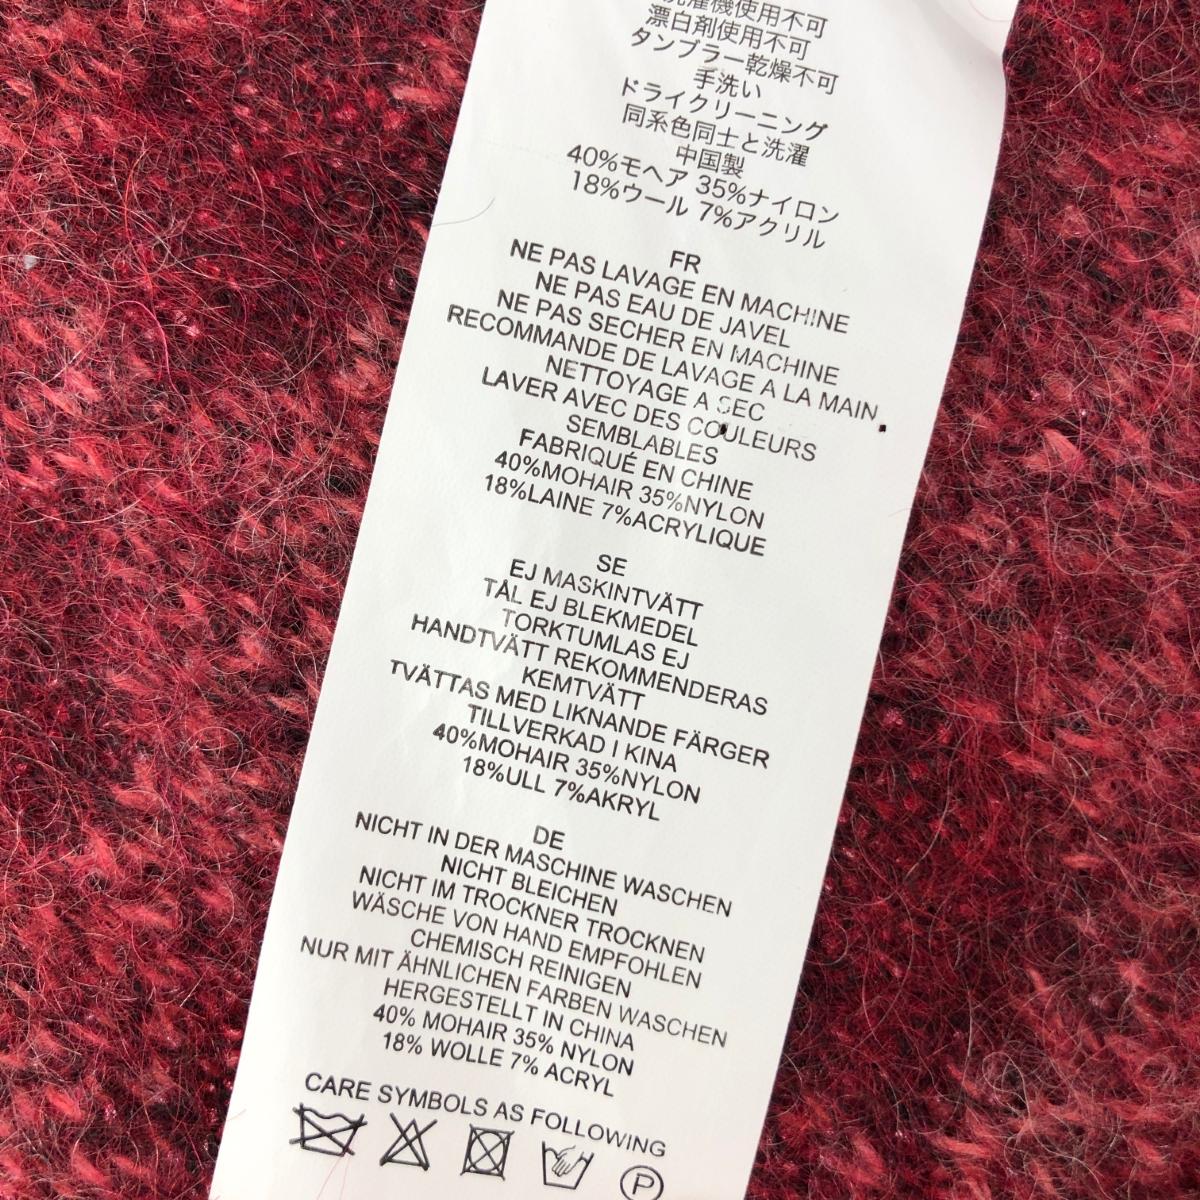 洗濯機使用不可
漂白剤使用不可
タンブラー乾燥不可
手洗い
ドライクリーニング
同系色同士と洗濯
中国製
40%モヘア 35%ナイロン
18%ウール 7%アクリル
FR
NE PAS LAVAGE EN MACHINE
NE PAS EAU DE JAVEL
NE PAS SECHER EN MACHINE
RECOMMANDE DE LAVAGE A LA MAIN,
NETTOYAGE A SEC
LAVER AVEC DES COULEURS
SEMBLABLES
FABRIQUÉ EN CHINE
40%MOHAIR 35%NYLON
18%LAINE 7%ACRYLIQUE
SE
EJ MASKINTVÄTT
TÅL EJ BLEKMEDEL
TORKTUMLAS EJ
HANDTVÄTT REKOMMENDERAS
KEMTVÄTT
TVÄTTAS MED LIKNANDE FÄRGER
TILLVERKAD I KINA
40%MOHAIR 35%NYLON
18%ULL 7%AKRYL
DE
NICHT IN DER MASCHINE WASCHEN
NICHT BLEICHEN
NICHT IM TROCKNER TROCKNEN
WÄSCHE VON HAND EMPFOHLEN
CHEMISCH REINIGEN
NUR MIT ÄHNLICHEN FARBEN WASCHEN
HERGESTELLT IN CHINA
40% MOHAIR 35% NYLON
18% WOLLE 7% ACRYL
CARE SYMBOLS AS FOLLOWING
P